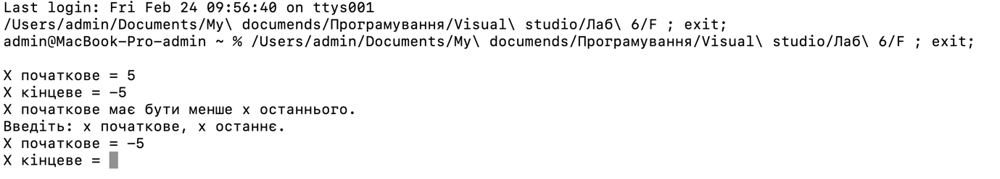 Last login: Fri Feb 24 09:56:40 on ttys001
/Users/admin/Documents/My\ documends/Програмування/Visual\ studio/Лаб\ 6/F ; exit;
admin@MacBook-Pro-admin ~ % /Users/admin/Documents/My\ documends/Програмування/Visual\ studio/Лаб\ 6/F ; exit;
X початкове = 5
X кінцеве = -5
X початкове має бути менше х останнього.
Введіть: х початкове, х останнє.
X початкове = -5
X кінцеве =